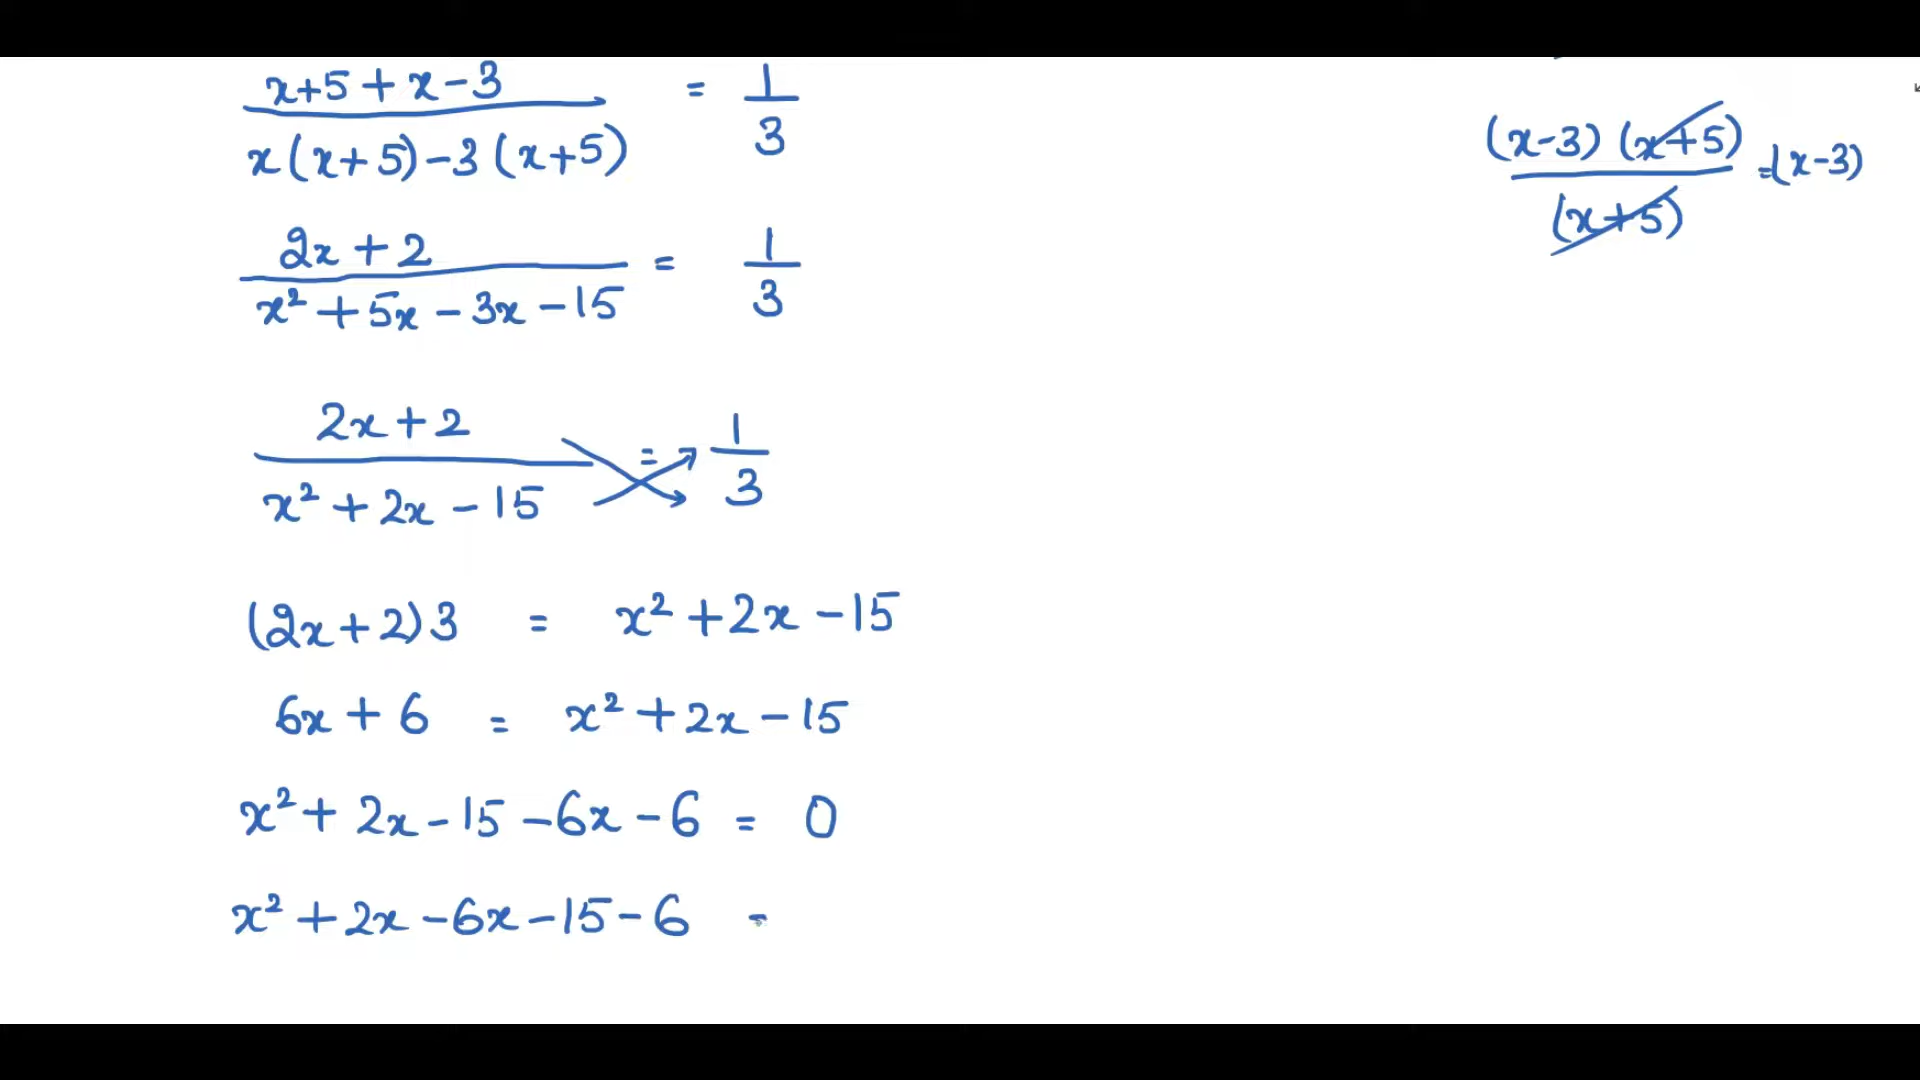 x+5+x-3 / x(x+5)-3(x+5) = 1/3
2x+2 / x²+5x-3x-15 = 1/3
2x+2 / x²+2x-15 = 1/3
(2x+2)3 = x²+2x-15
6x+6 = x²+2x-15
x²+2x-15-6x-6 = 0
x²+2x-6x-15-6 =
(x-3)(x+5) / (x+5) = (x-3)